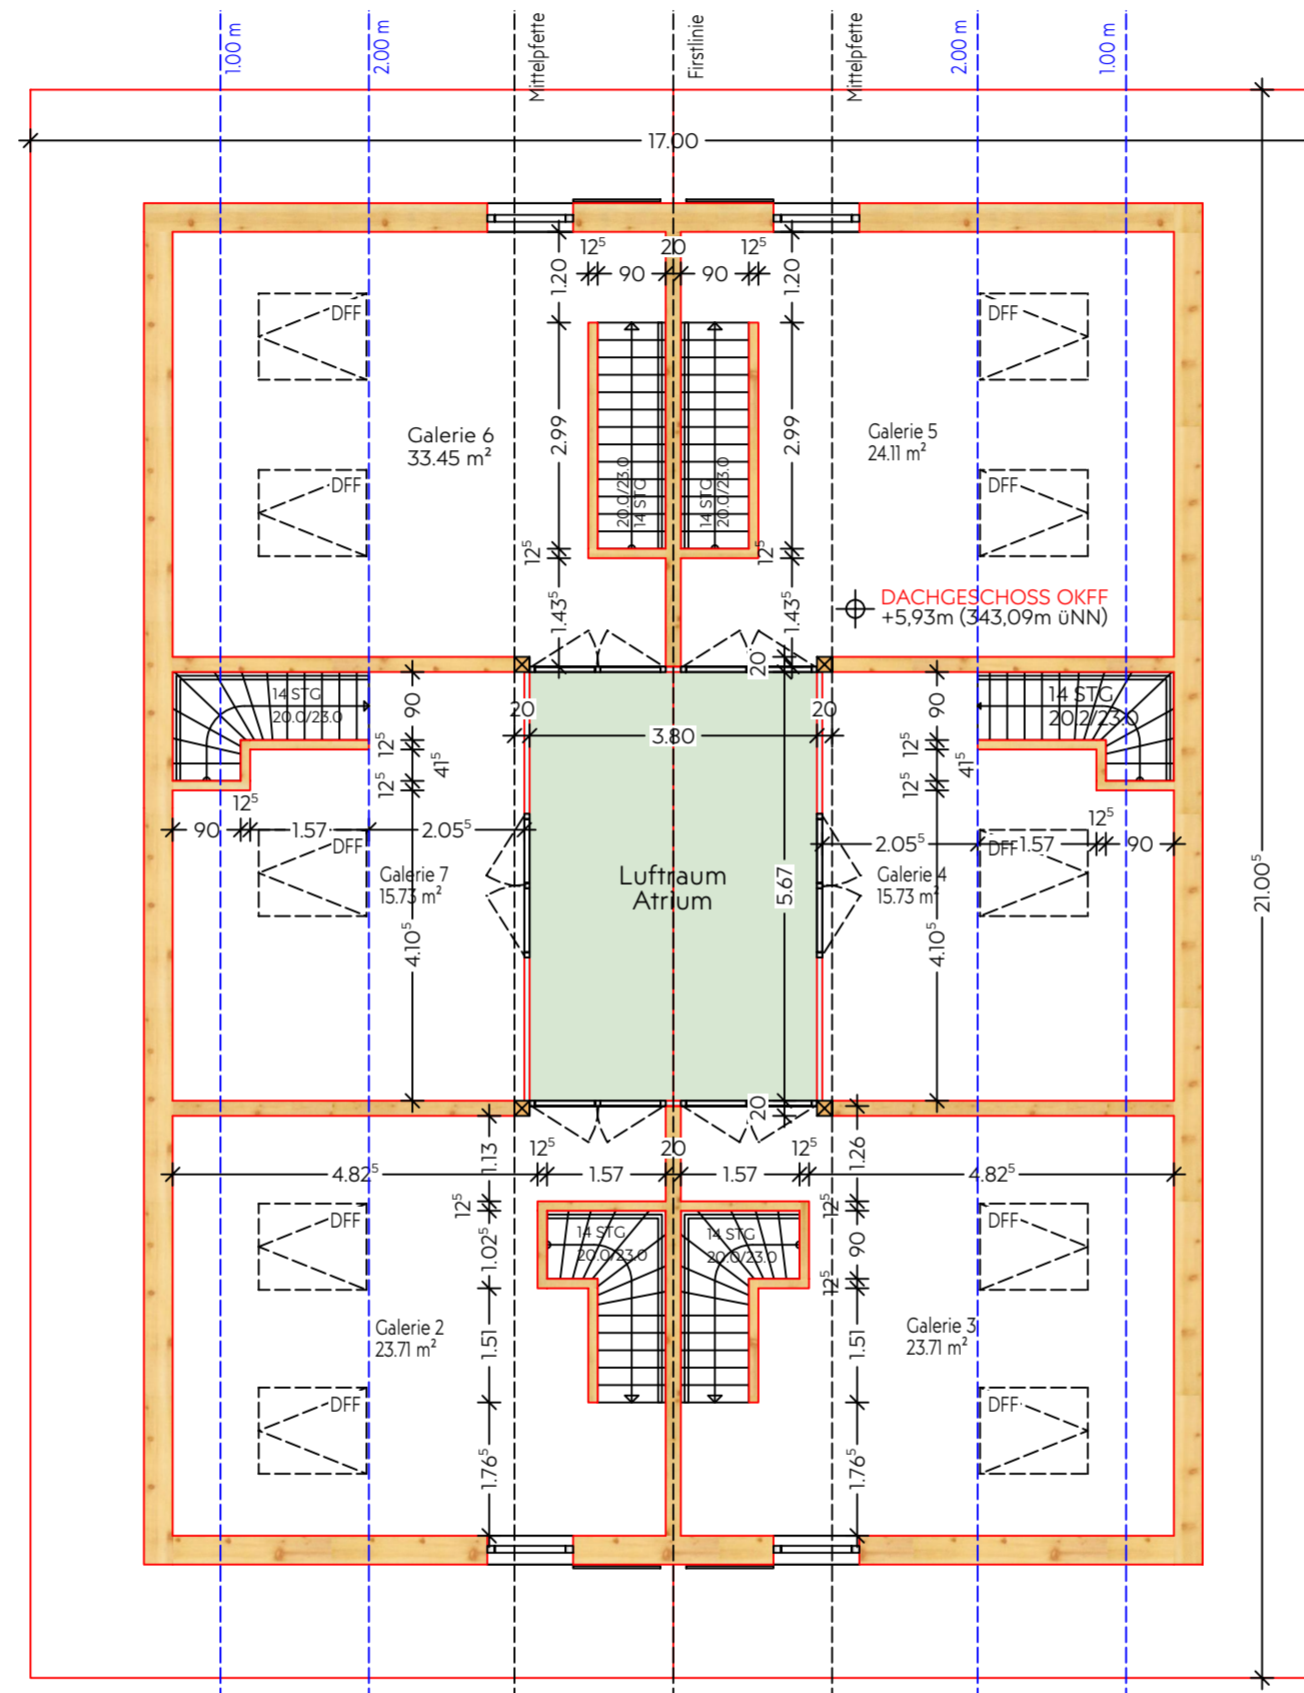 1.00 m
2.00 m
Mittelpfette
Firstlinie
Mittelpfette
2.00 m
1.00 m
17.00
12⁵
20
12⁵
90
90
1.20
1.20
DFF
DFF
2.99
2.99
Galerie 6
33.45 m²
Galerie 5
24.11 m²
DFF
DFF
20.0/23.0
14 STG
14 STG
20.0/23.0
12⁵
12⁵
1.43⁵
1.43⁵
DACHGESCHOSS OKFF
+5,93m (343,09m üNN)
20
14 STG
20.0/23.0
90
20
3.80
20
90
14 STG
20.2/23.0
12⁵
41⁵
12⁵
12⁵
41⁵
12⁵
12⁵
90
1.57
2.05⁵
12⁵
2.05⁵
1.57
90
DFF
DFF
Galerie 7
15.73 m²
Luftraum
Atrium
5.67
Galerie 4
15.73 m²
21.00⁵
4.10⁵
4.10⁵
20
12⁵
20
12⁵
1.13
1.26
4.82⁵
1.57
1.57
4.82⁵
12⁵
12⁵
DFF
DFF
14 STG
20.0/23.0
14 STG
20.0/23.0
1.02⁵
90
12⁵
Galerie 2
23.71 m²
Galerie 3
23.71 m²
1.51
1.51
DFF
DFF
1.76⁵
1.76⁵